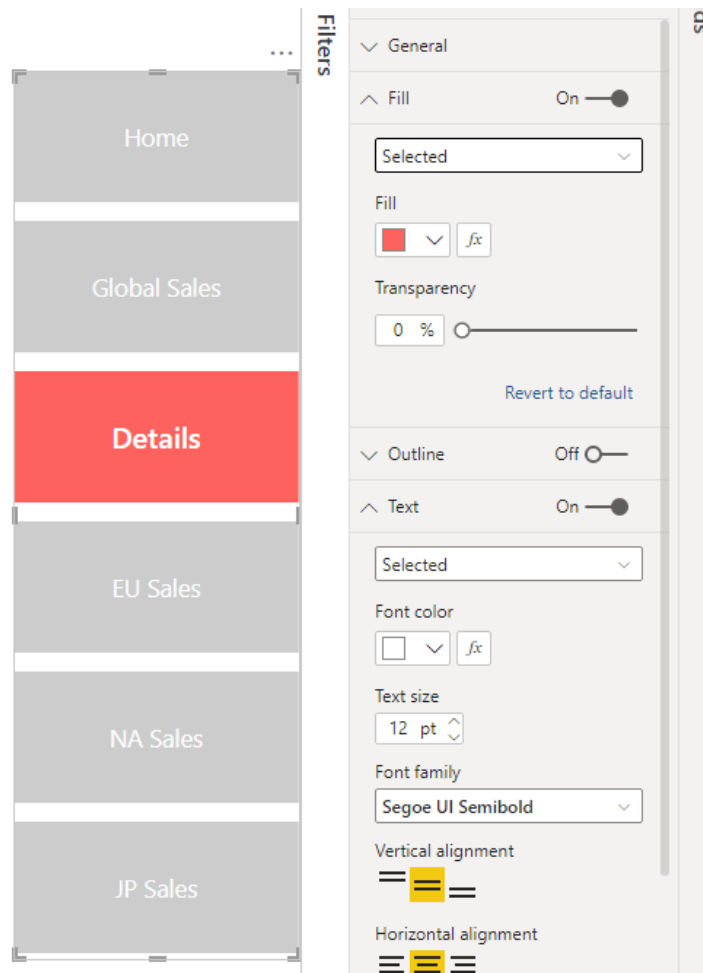 ...
Home
Global Sales
Details
EU Sales
NA Sales
JP Sales
Filters
General
Fill On
Selected
Fill
fx
Transparency
0 %
Revert to default
Outline Off
Text On
Selected
Font color
fx
Text size
12 pt
Font family
Segoe UI Semibold
Vertical alignment
Horizontal alignment